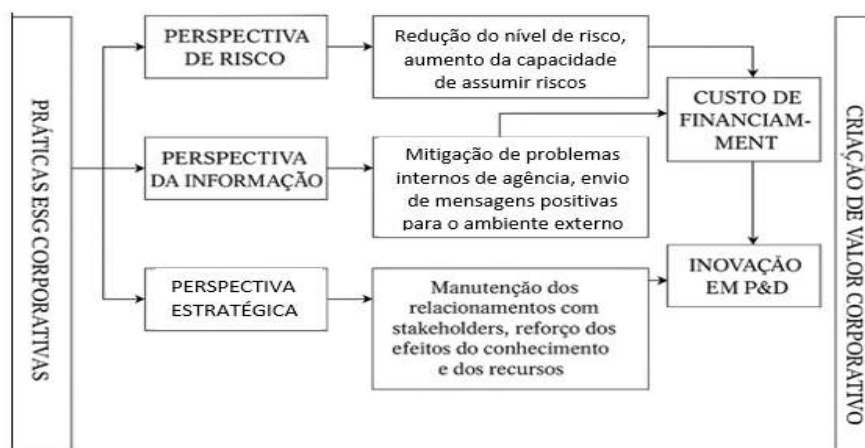 PRÁTICAS ESG CORPORATIVAS
PERSPECTIVA
DE RISCO
Redução do nível de risco,
aumento da capacidade
de assumir riscos
PERSPECTIVA
DA INFORMAÇÃO
Mitigação de problemas
internos de agência, envio
de mensagens positivas
para o ambiente externo
PERSPECTIVA
ESTRATÉGICA
Manutenção dos
relacionamentos com
stakeholders, reforço dos
efeitos do conhecimento
e dos recursos
CUSTO DE
FINANCIAM-
MENT
INOVAÇÃO
EM P&D
CRIAÇÃO DE VALOR CORPORATIVO